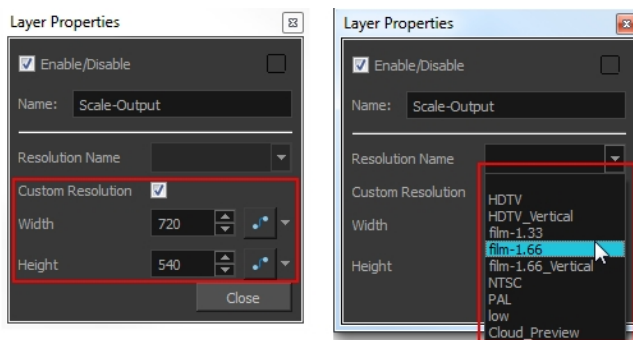 Layer Properties
Enable/Disable
Name: Scale-Output
Resolution Name
Custom Resolution
Width 720
Height 540
Close
Layer Properties
Enable/Disable
Name: Scale-Output
Resolution Name
Custom Resolution
Width
Height
HDTV
HDTV_Vertical
film-1.33
film-1.66
film-1.66_Vertical
NTSC
PAL
low
Cloud_Preview